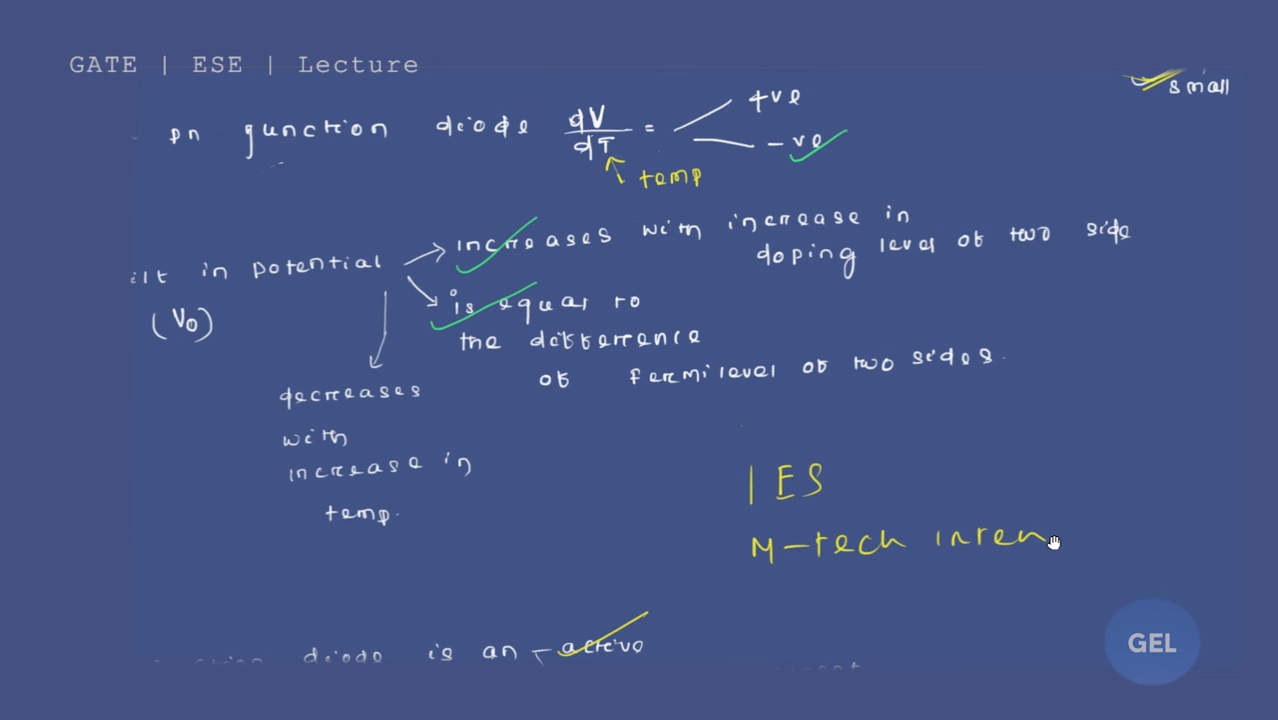 GATE | ESE | Lecture
small
pn junction diode dV/dT = +ve
-ve
temp
ilt in potential increases with increase in
doping level of two side
(V0) is equal to
the difference
of fermilevel of two sides.
decreases
with
increase in
temp.
IES
M-tech inten
diode is an active
GEL